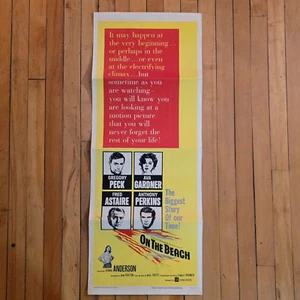 It may happen at
the very beginning...
or perhaps in the
middle...or even
at the electrifying
climax...but
sometime as you
are watching—
you will know you
are looking at a
motion picture
that you will
never forget the
rest of your life!
GREGORY
PECK
AVA
GARDNER
FRED
ASTAIRE
ANTHONY
PERKINS
The
Biggest
Story
Of our
Time!
ON THE BEACH
ANDERSON